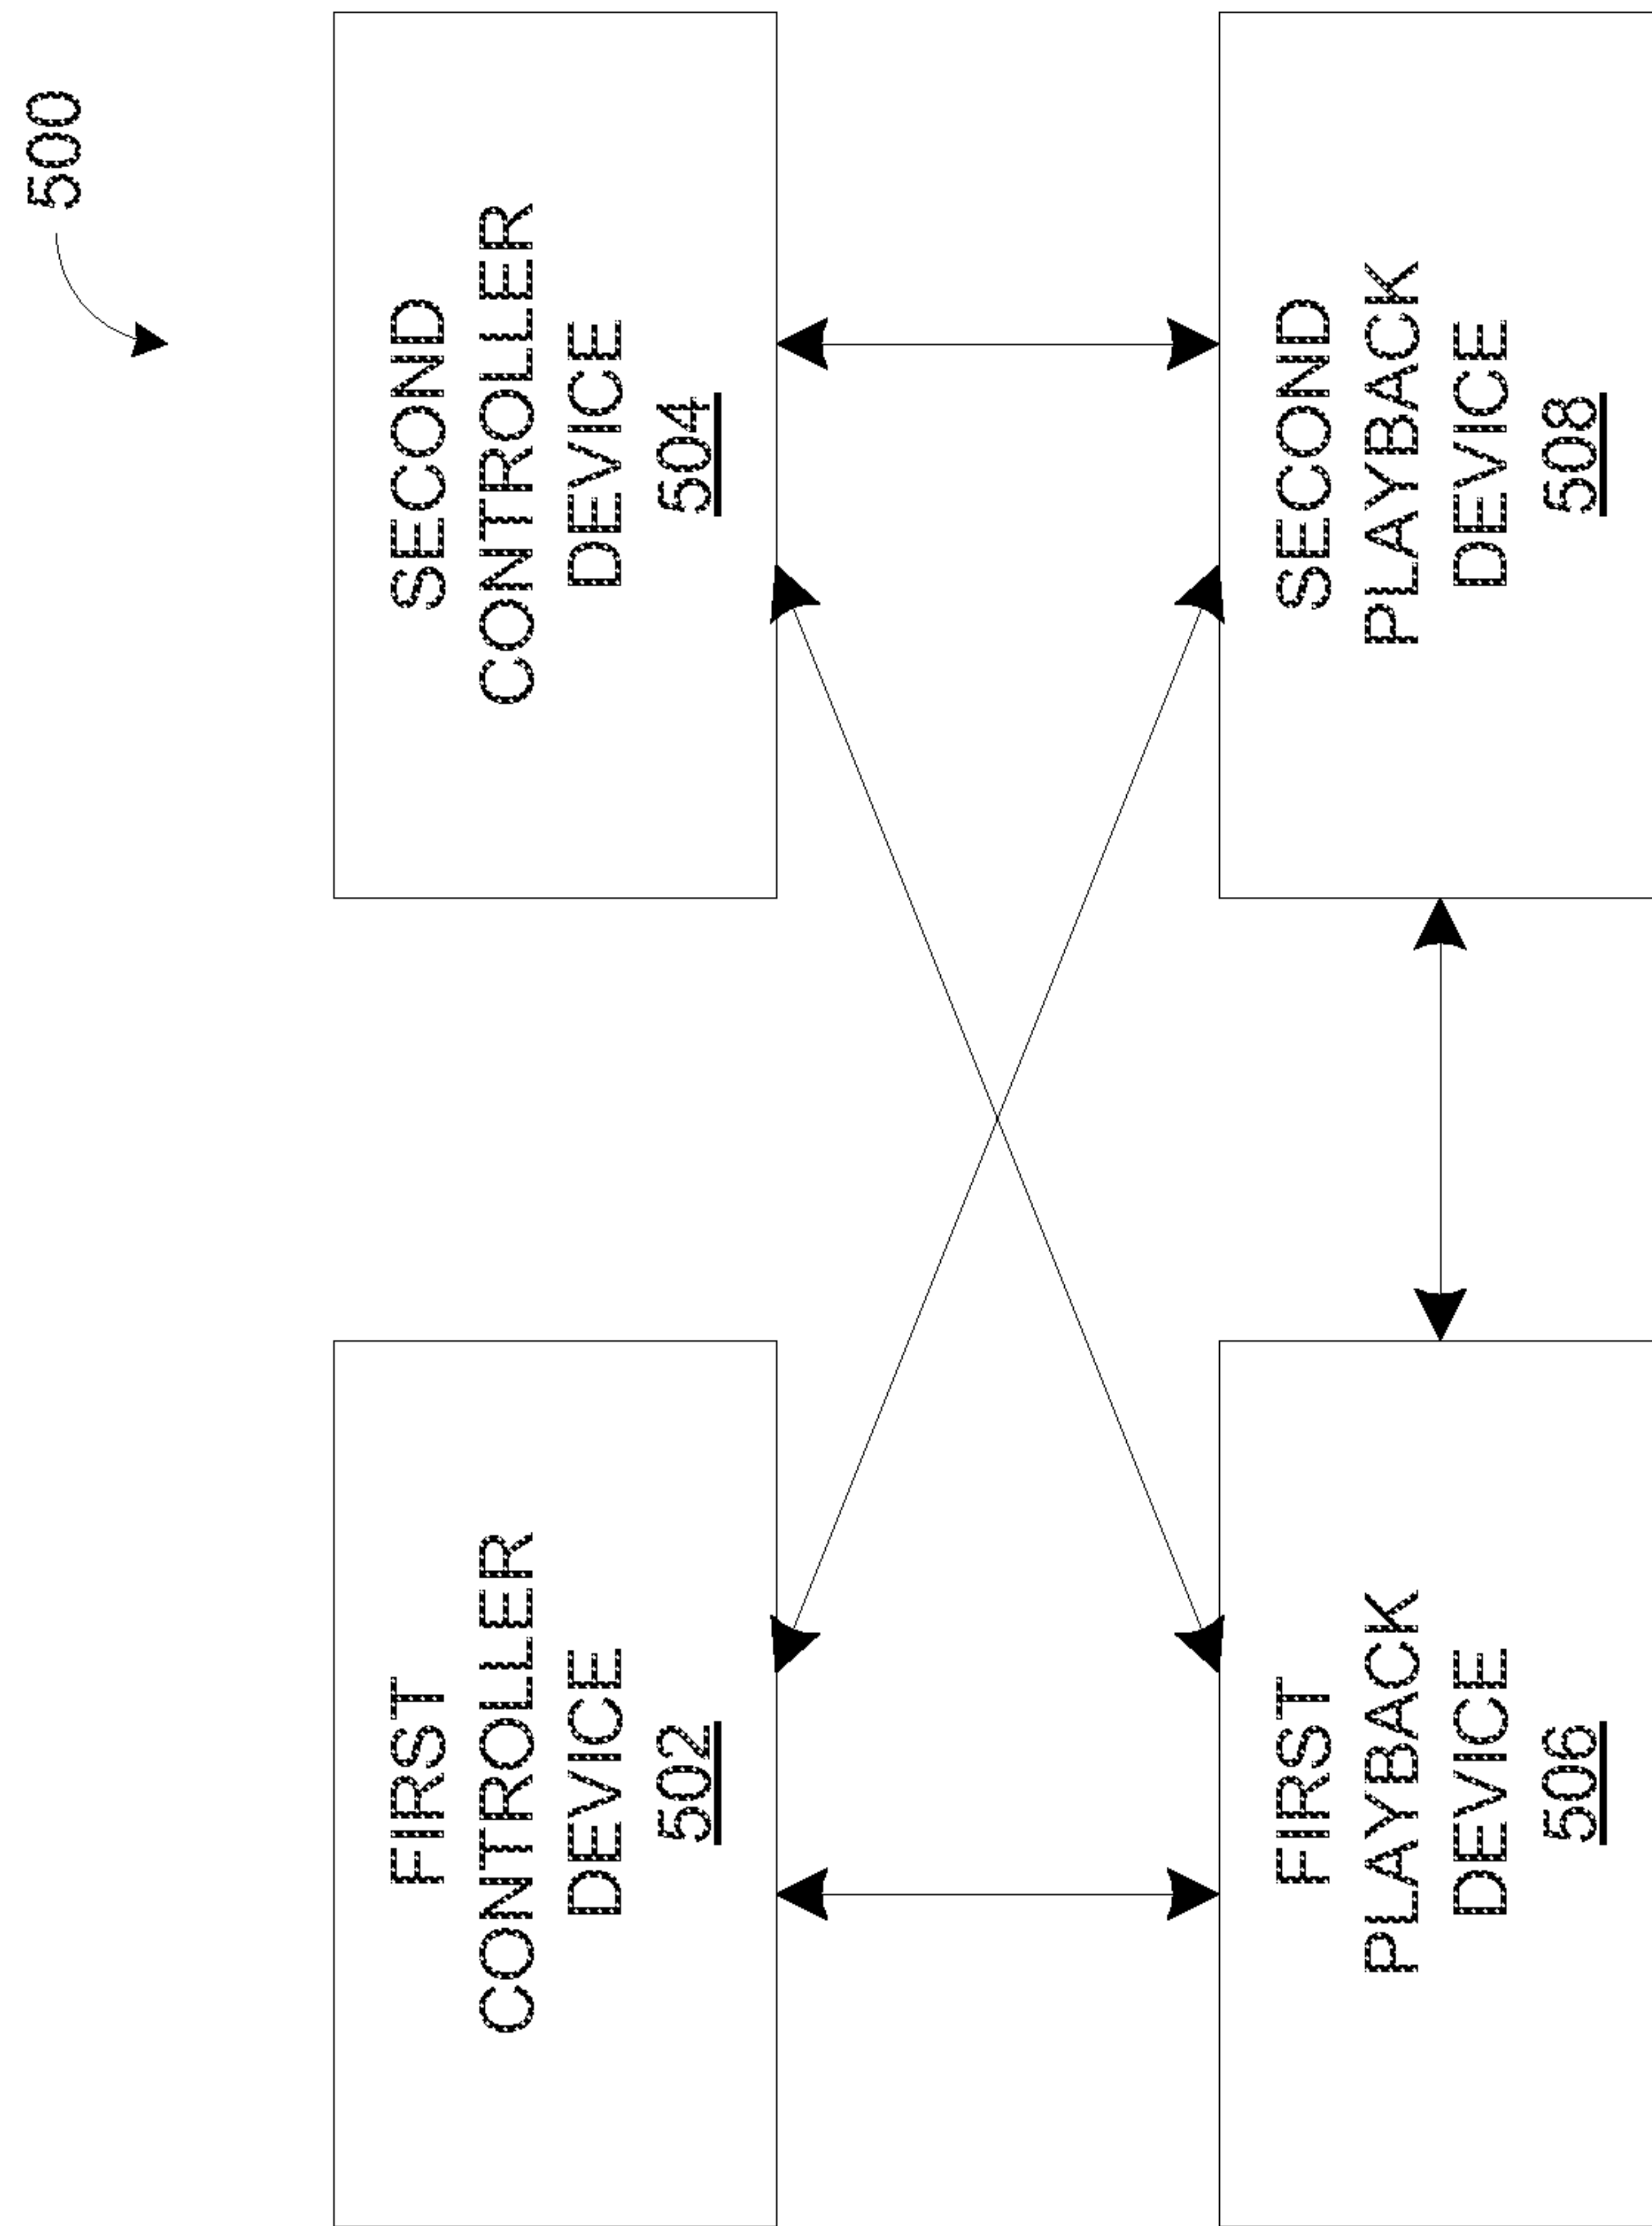 500
FIRST
CONTROLLER
DEVICE
502
SECOND
CONTROLLER
DEVICE
504
FIRST
PLAYBACK
DEVICE
506
SECOND
PLAYBACK
DEVICE
508